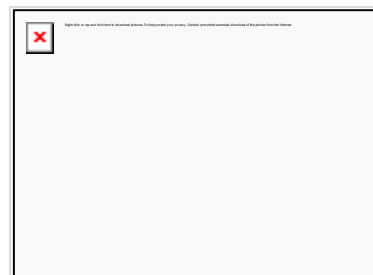 Right-click or tap and hold here to download pictures. To help protect your privacy, Outlook prevented automatic download of this picture from the Internet.